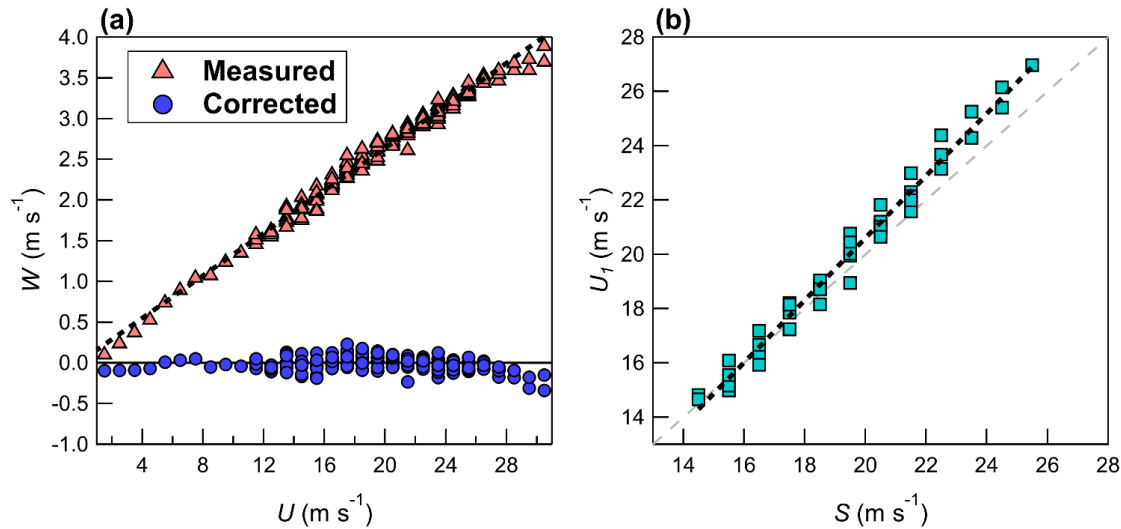 (a)
4.0
3.5
3.0
2.5
2.0
1.5
1.0
0.5
0.0
-0.5
-1.0
W (m s⁻¹)
Measured
Corrected
4 8 12 16 20 24 28
U (m s⁻¹)
(b)
28
26
24
22
20
18
16
14
U₁ (m s⁻¹)
14 16 18 20 22 24 26 28
S (m s⁻¹)